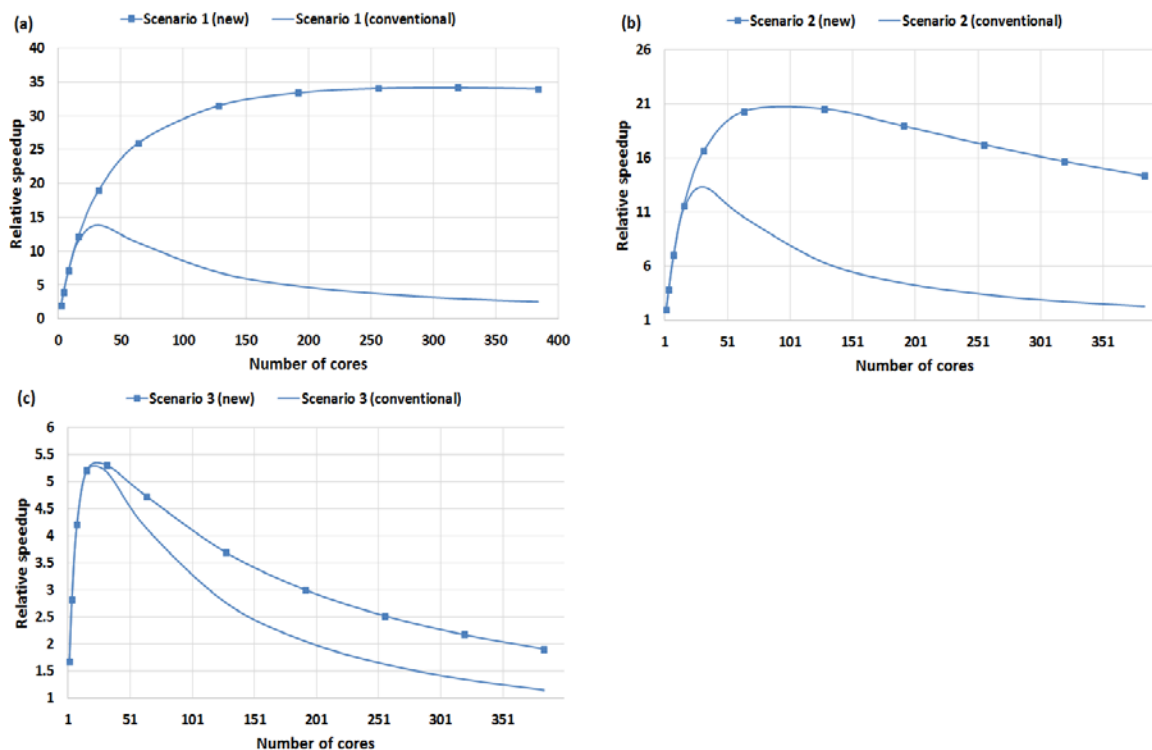 (a)
Scenario 1 (new) Scenario 1 (conventional)
40
35
30
25
20
15
10
5
0
Relative speedup
0 50 100 150 200 250 300 350 400
Number of cores
(b)
Scenario 2 (new) Scenario 2 (conventional)
26
21
16
11
6
1
Relative speedup
1 51 101 151 201 251 301 351
Number of cores
(c)
Scenario 3 (new) Scenario 3 (conventional)
6
5.5
5
4.5
4
3.5
3
2.5
2
1.5
1
Relative speedup
1 51 101 151 201 251 301 351
Number of cores